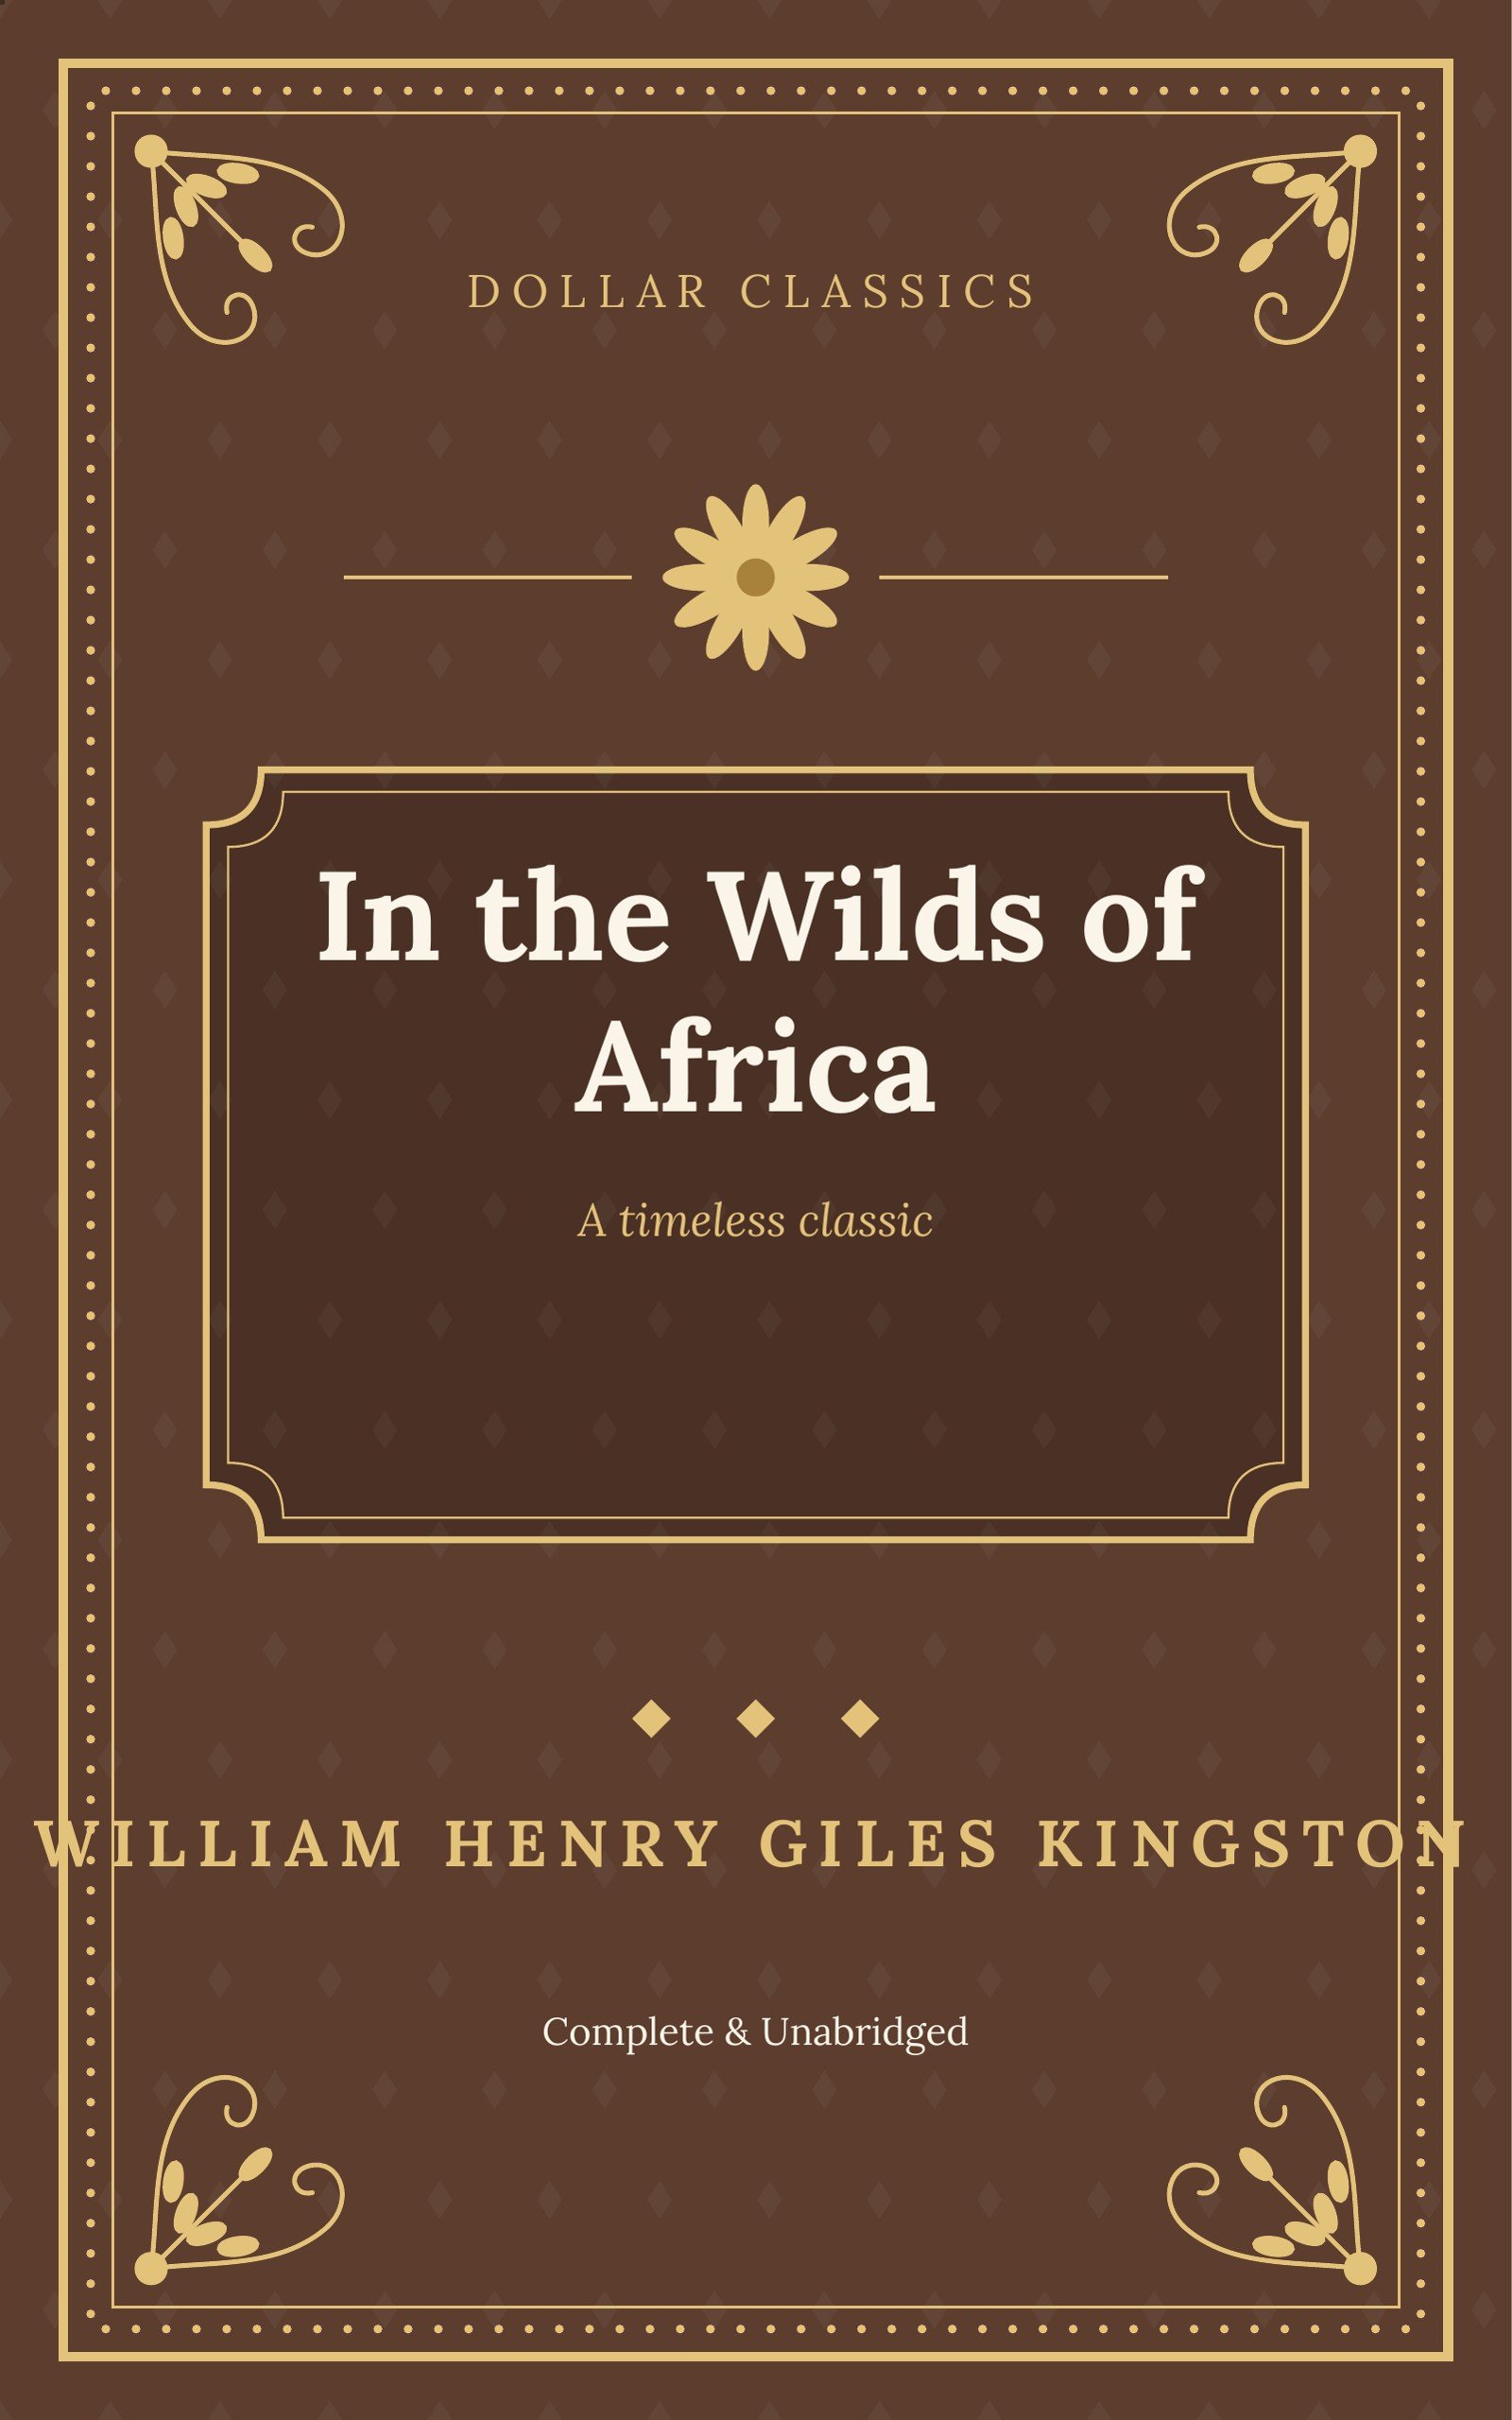 DOLLAR CLASSICS
In the Wilds of
Africa
A timeless classic
WILLIAM HENRY GILES KINGSTON
Complete & Unabridged